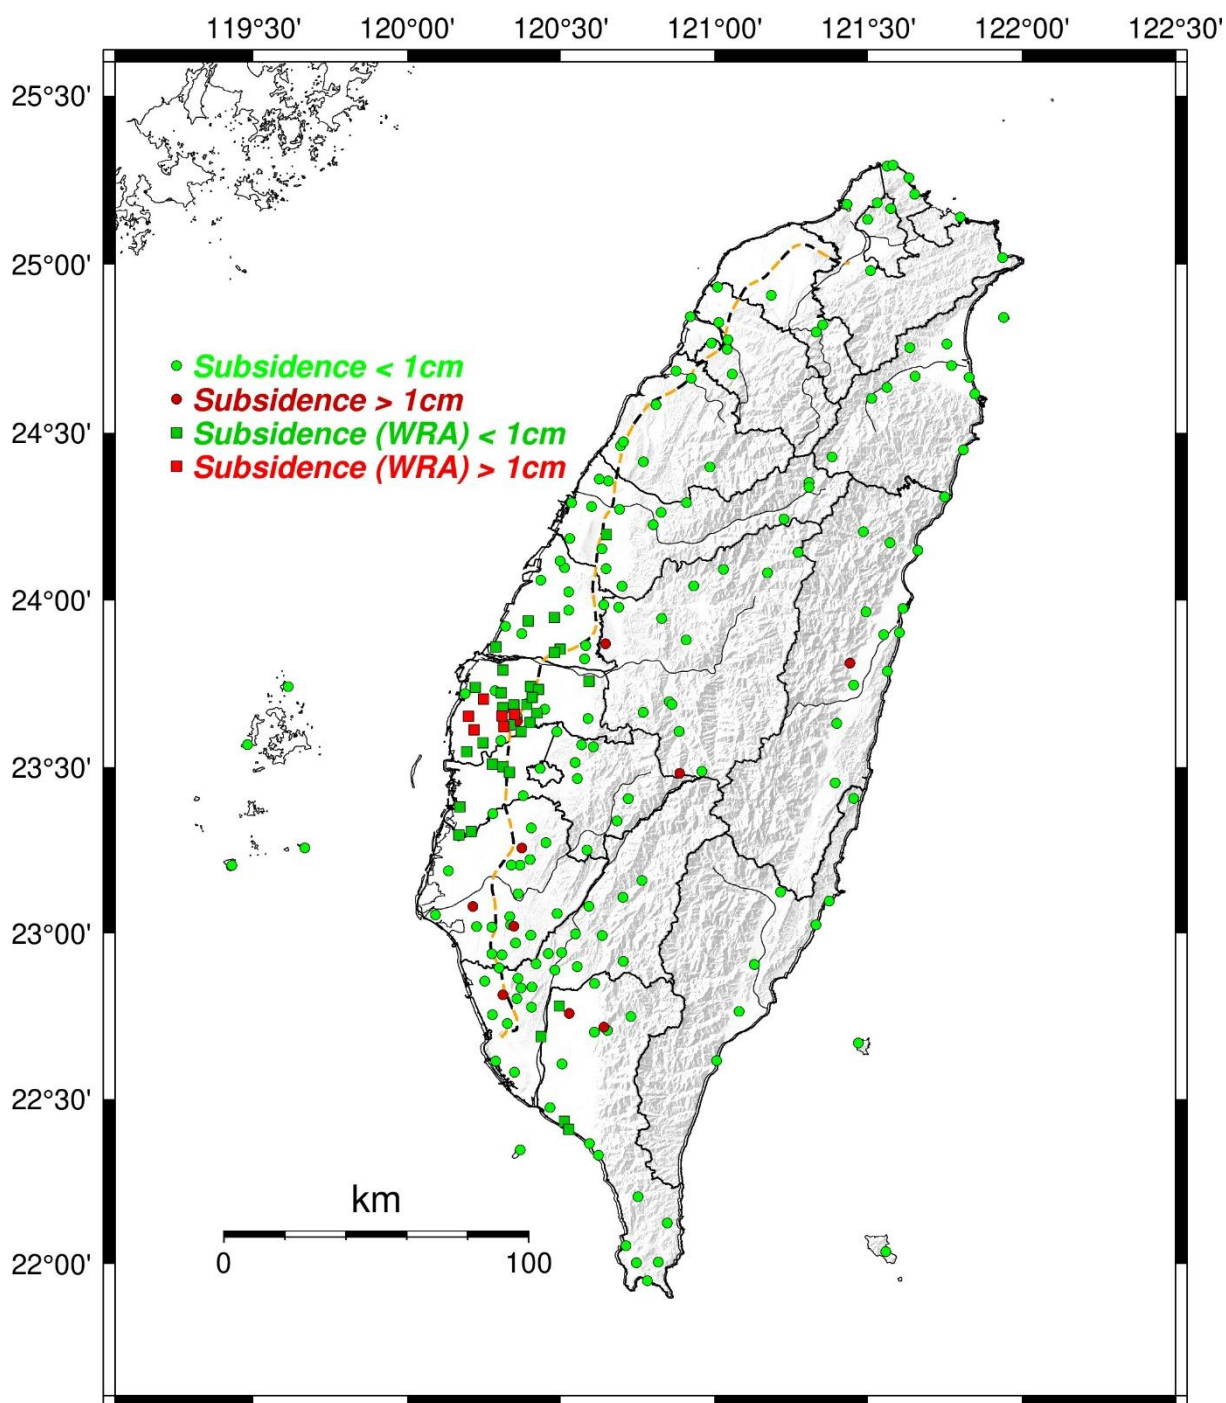 119°30' 120°00' 120°30' 121°00' 121°30' 122°00' 122°30'
25°30'
25°00'
24°30'
24°00'
23°30'
23°00'
22°30'
22°00'
Subsidence < 1cm
Subsidence > 1cm
Subsidence (WRA) < 1cm
Subsidence (WRA) > 1cm
km
0 100